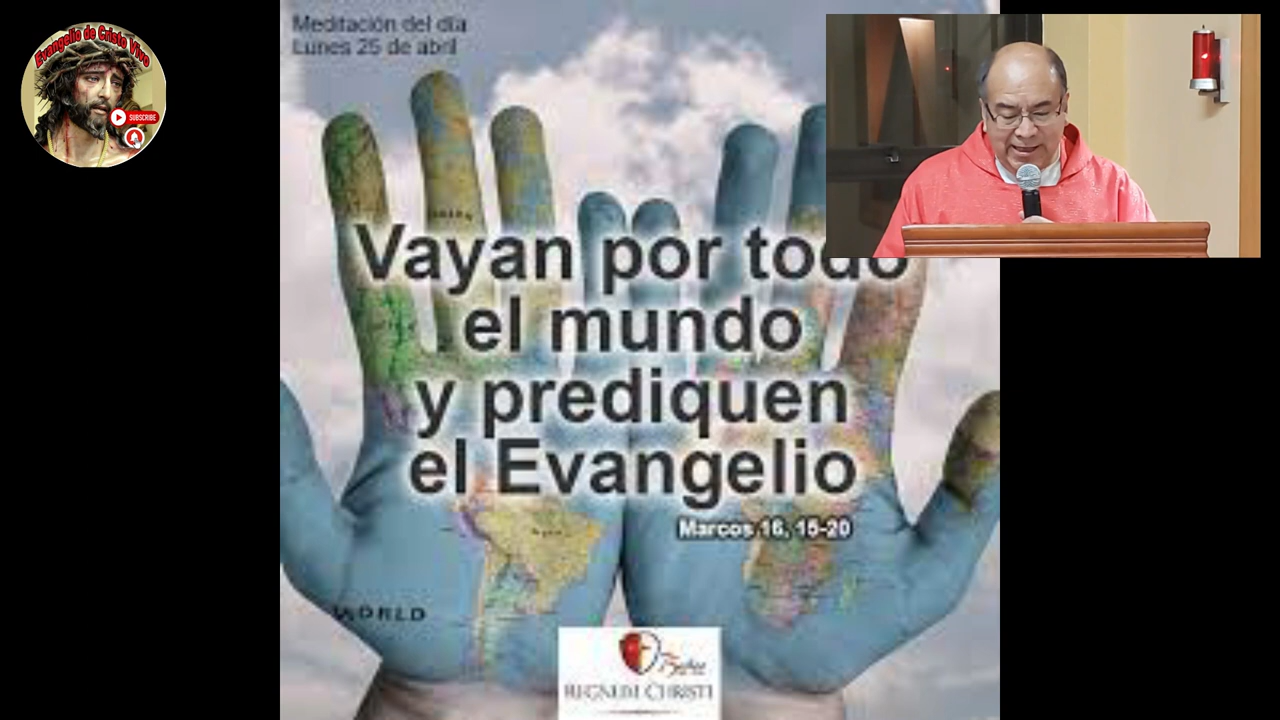 Evangelio de Cristo Vivo
SUBSCRIBE
Meditación del día
Lunes 25 de abril
Vayan por todo
el mundo
y prediquen
el Evangelio
Marcos 16, 15-20
WORLD
REGNUM CHRISTI